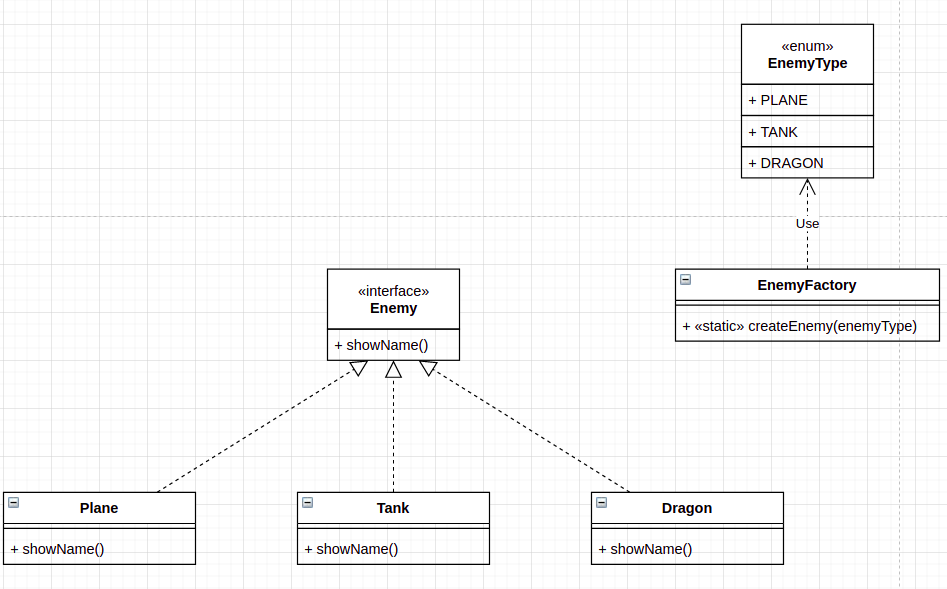 «enum»
EnemyType
+ PLANE
+ TANK
+ DRAGON
Use
«interface»
Enemy
+ showName()
EnemyFactory
+ «static» createEnemy(enemyType)
Plane
+ showName()
Tank
+ showName()
Dragon
+ showName()